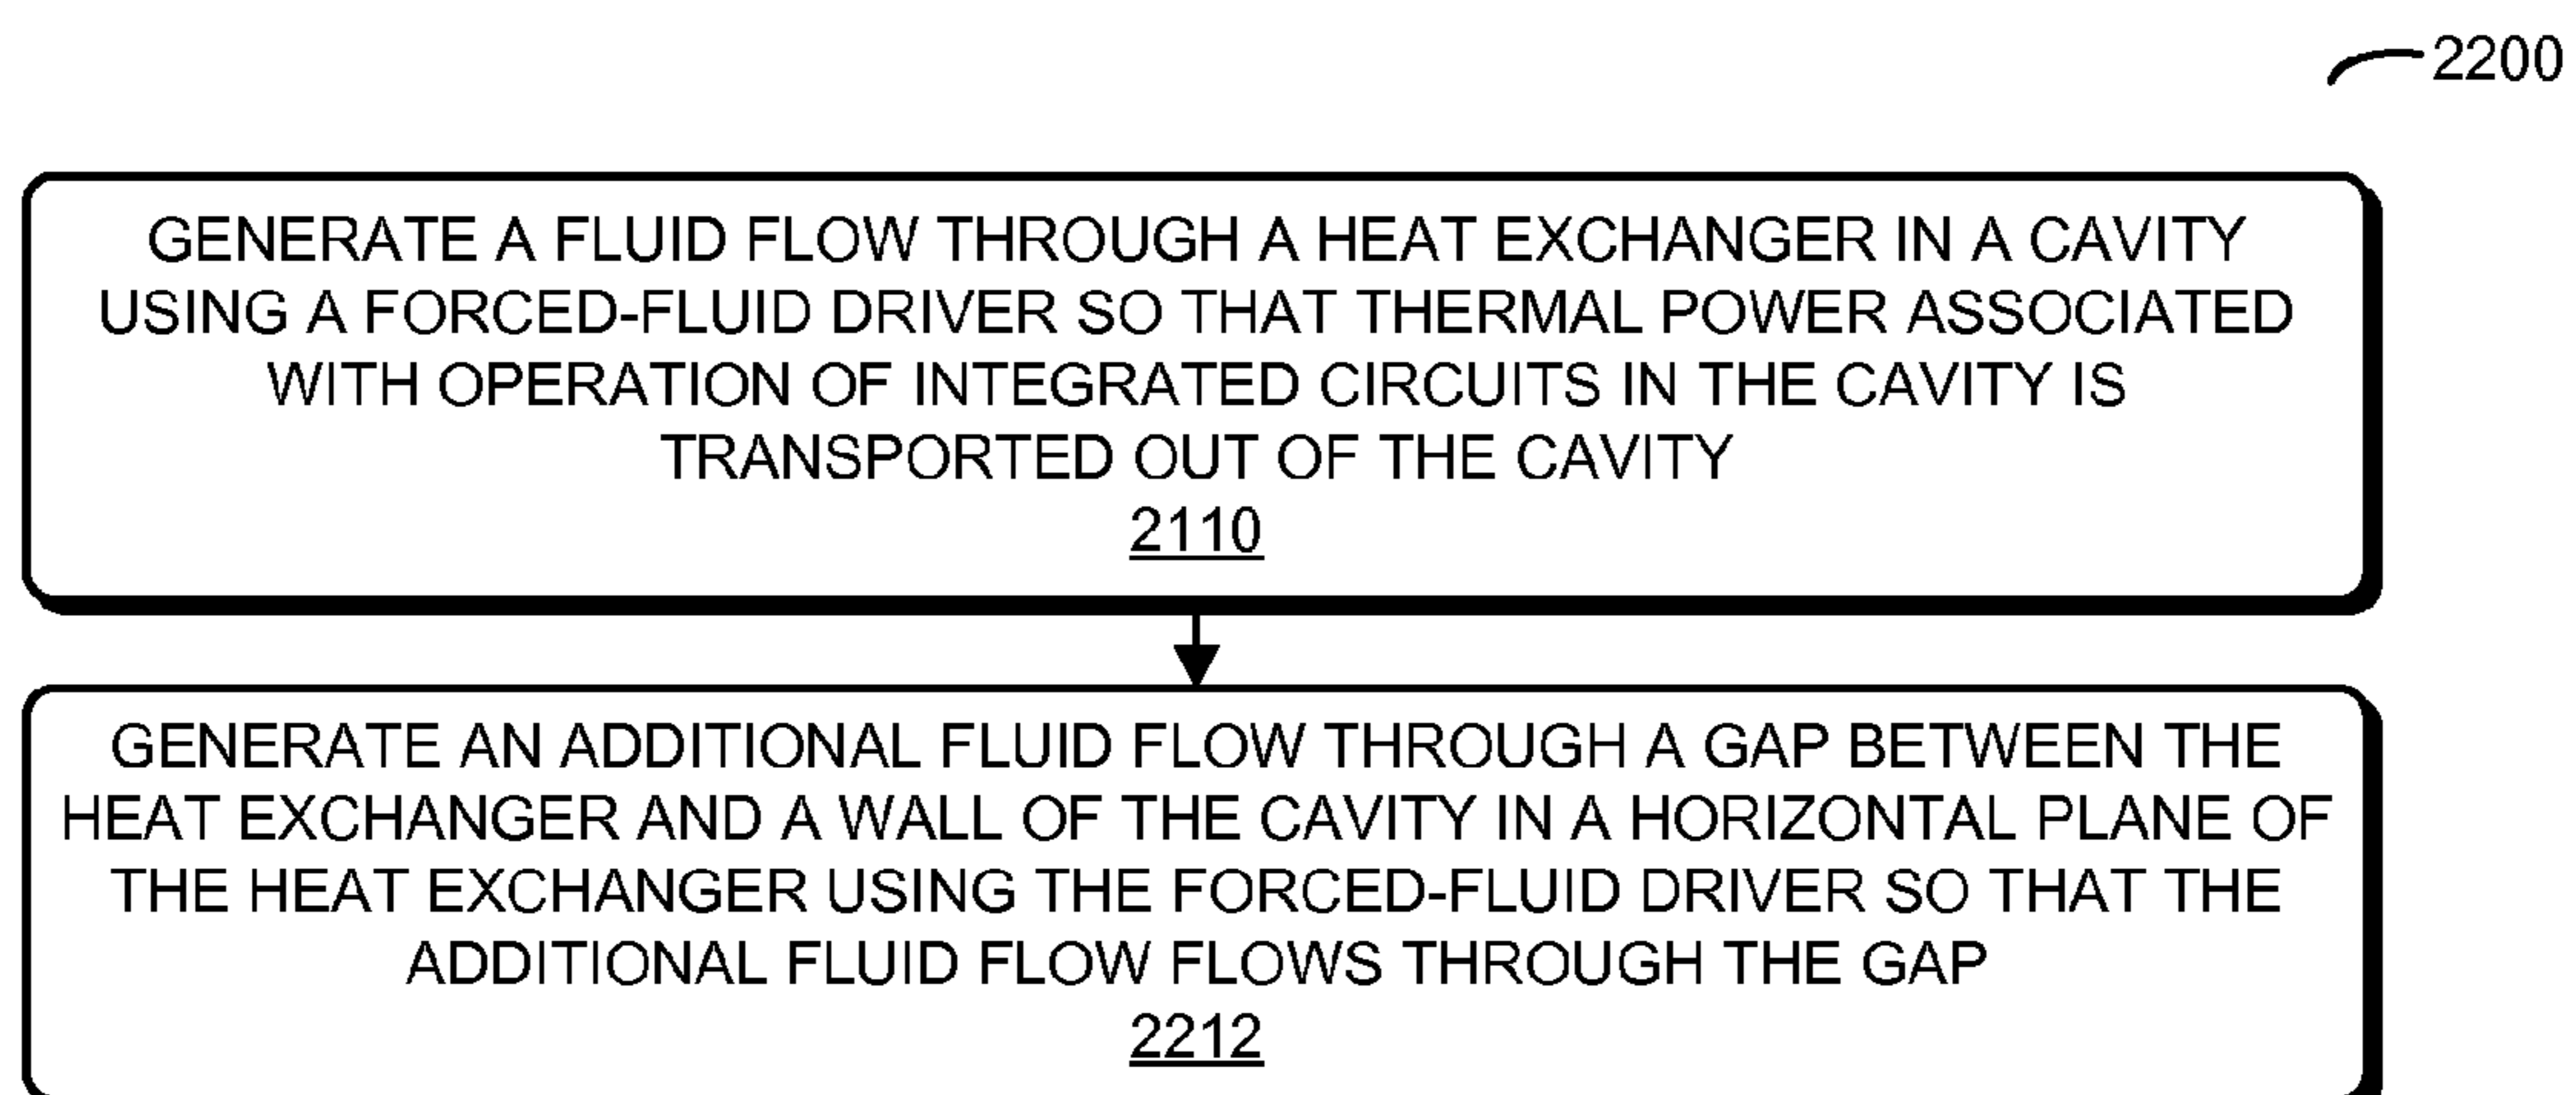 2200
GENERATE A FLUID FLOW THROUGH A HEAT EXCHANGER IN A CAVITY
USING A FORCED-FLUID DRIVER SO THAT THERMAL POWER ASSOCIATED
WITH OPERATION OF INTEGRATED CIRCUITS IN THE CAVITY IS
TRANSPORTED OUT OF THE CAVITY
2110
GENERATE AN ADDITIONAL FLUID FLOW THROUGH A GAP BETWEEN THE
HEAT EXCHANGER AND A WALL OF THE CAVITY IN A HORIZONTAL PLANE OF
THE HEAT EXCHANGER USING THE FORCED-FLUID DRIVER SO THAT THE
ADDITIONAL FLUID FLOW FLOWS THROUGH THE GAP
2212